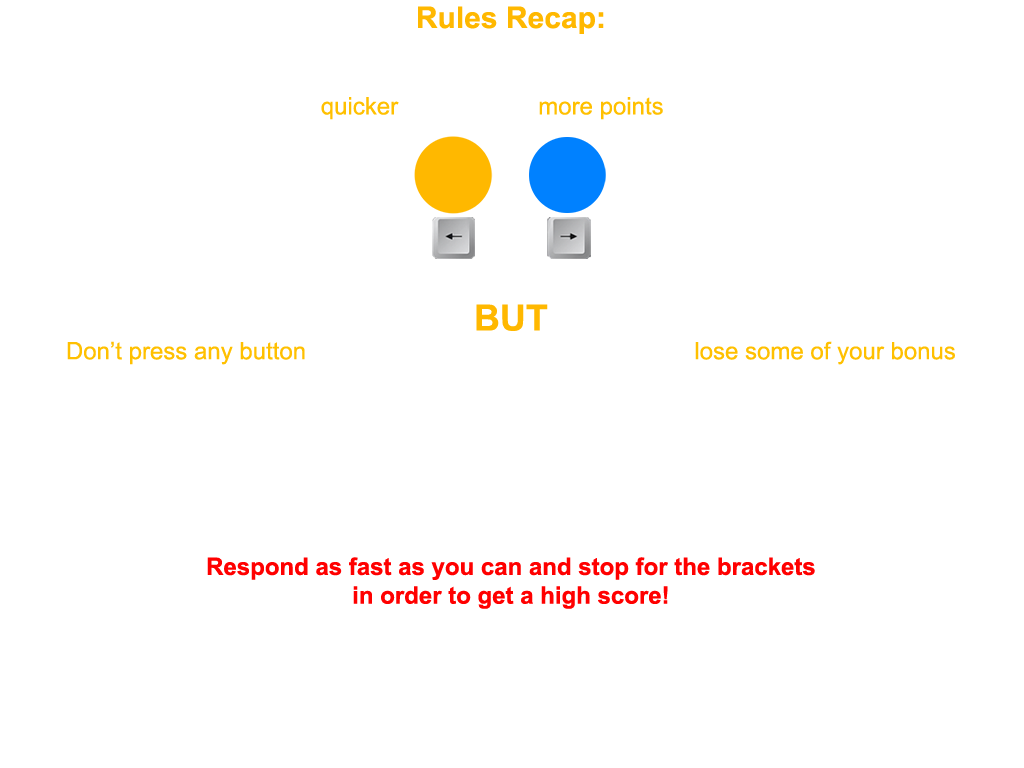 Rules Recap:
quicker more points
← →
BUT
Don’t press any button lose some of your bonus
Respond as fast as you can and stop for the brackets
in order to get a high score!